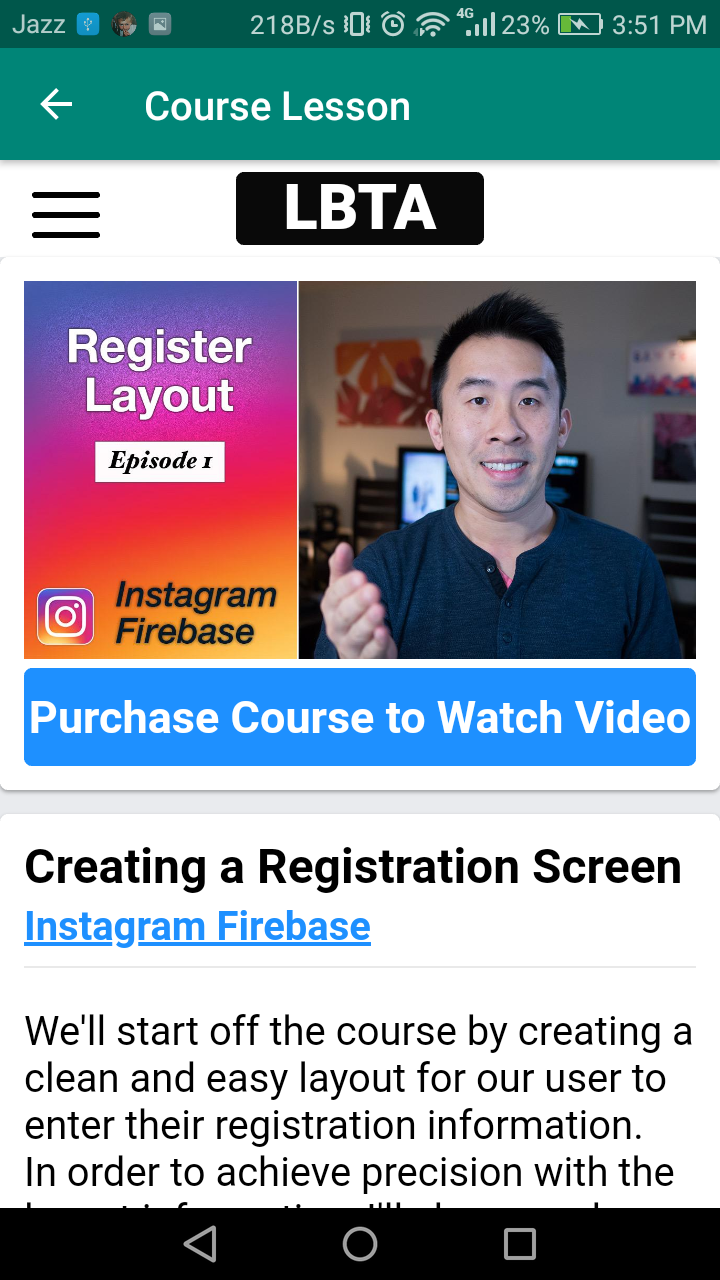 Jazz 218B/s 4G 23% 3:51 PM
Course Lesson
LBTA
Register
Layout
Episode 1
Instagram
Firebase
Purchase Course to Watch Video
Creating a Registration Screen
Instagram Firebase
We'll start off the course by creating a
clean and easy layout for our user to
enter their registration information.
In order to achieve precision with the